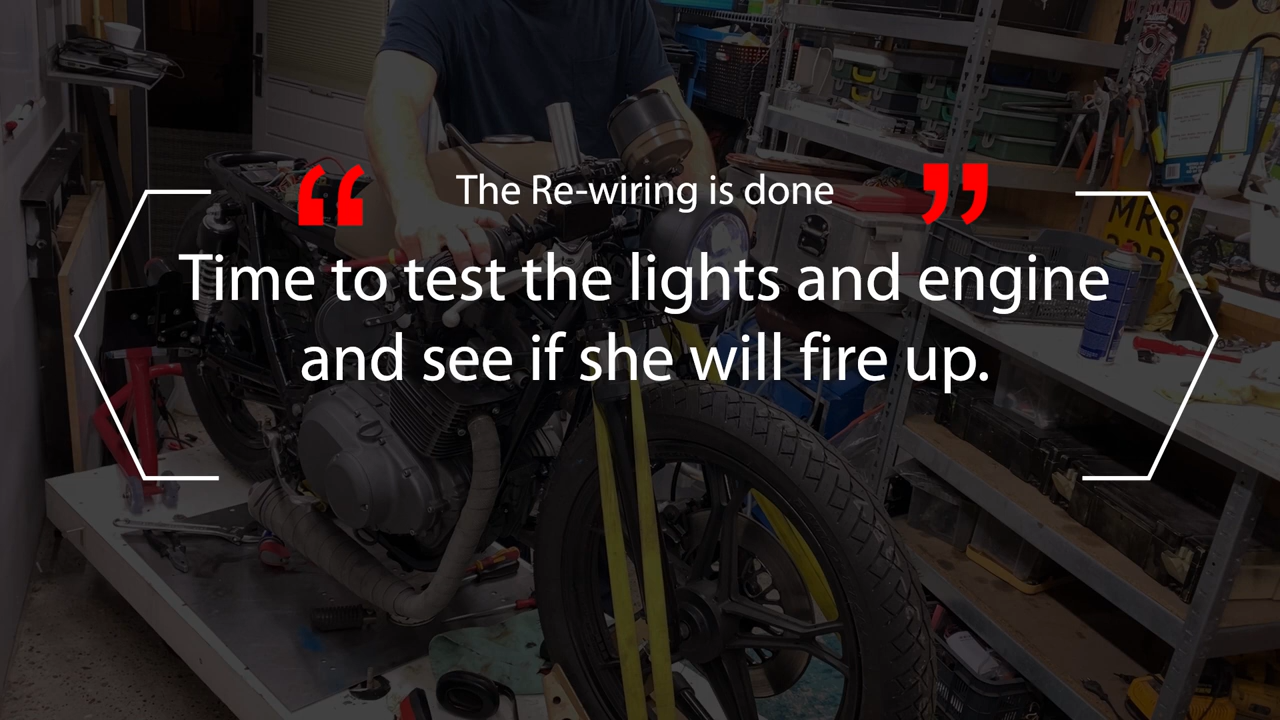 “ The Re-wiring is done ”
Time to test the lights and engine
and see if she will fire up.